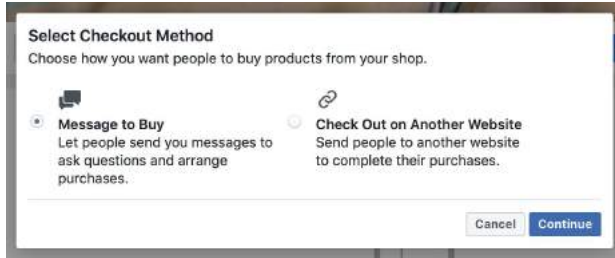 Select Checkout Method
Choose how you want people to buy products from your shop.
Message to Buy
Let people send you messages to
ask questions and arrange
purchases.
Check Out on Another Website
Send people to another website
to complete their purchases.
Cancel
Continue